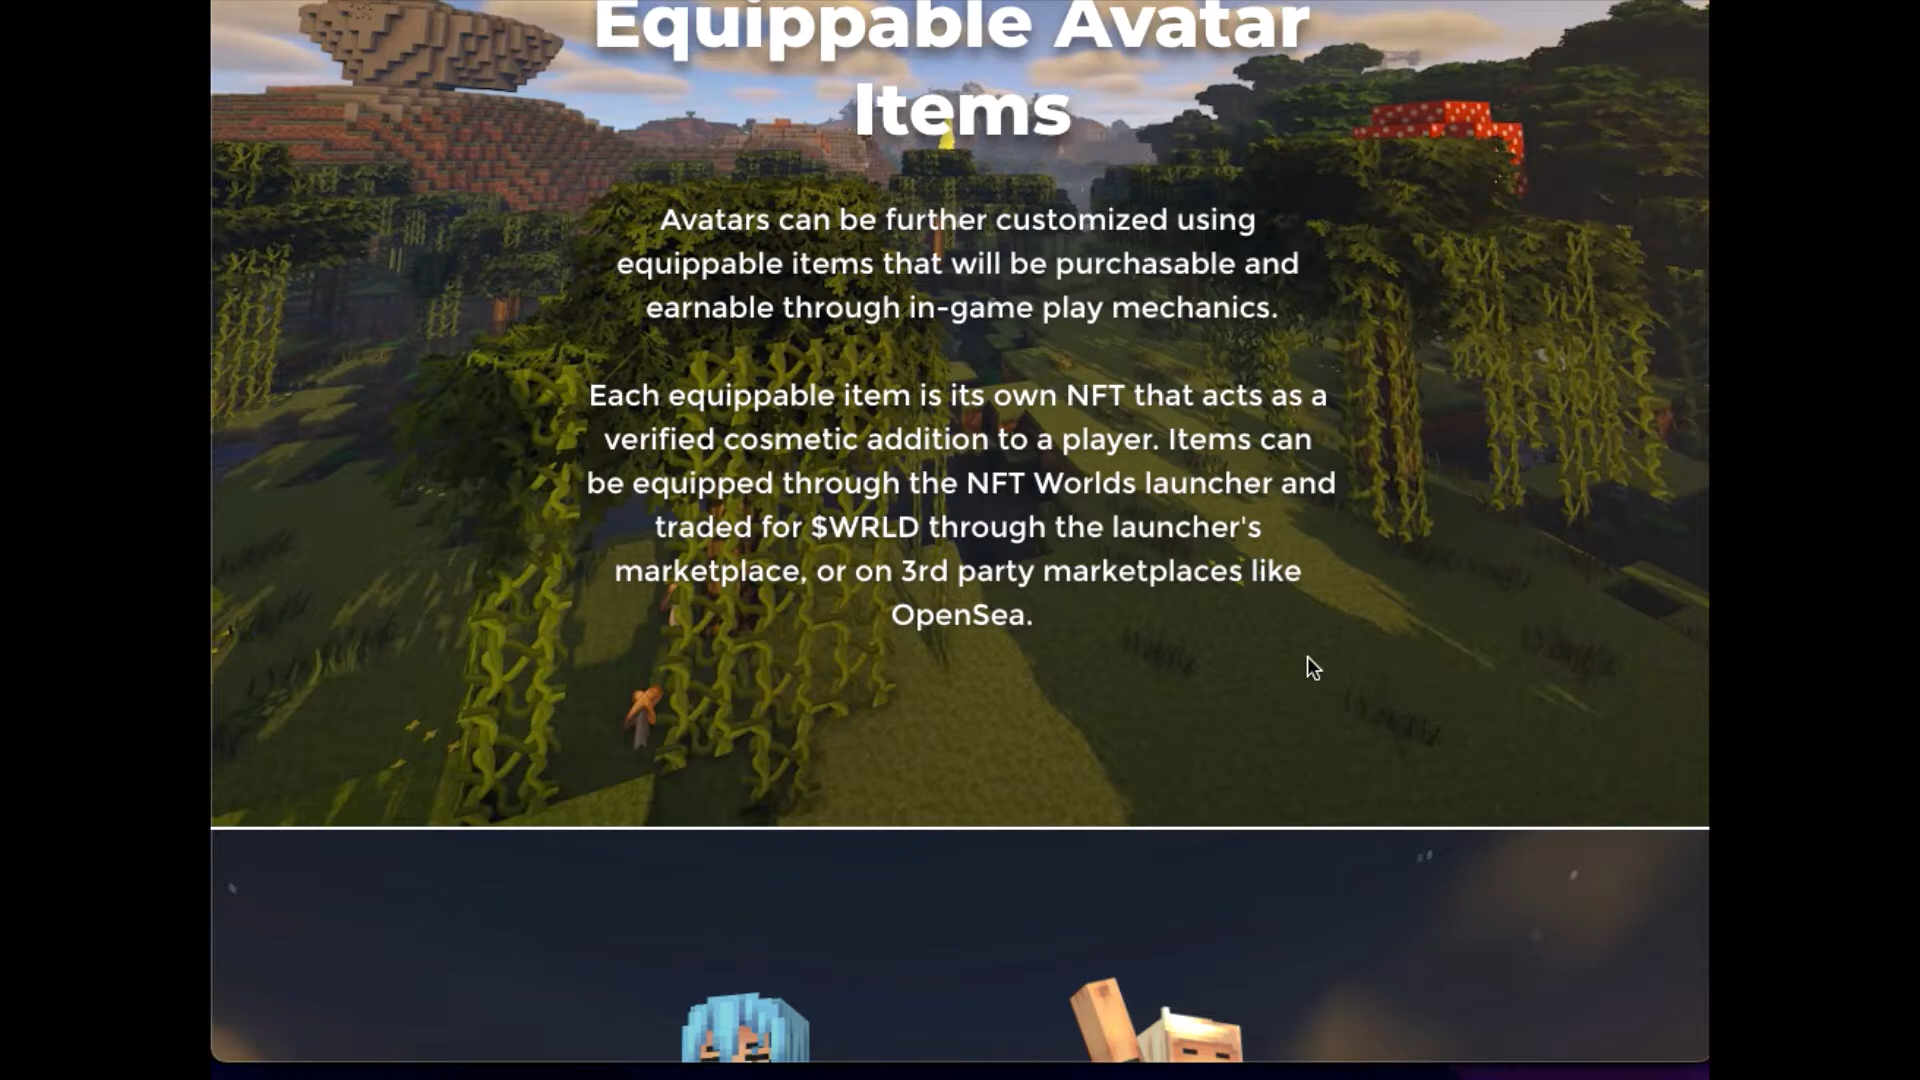 Equippable Avatar
Items
Avatars can be further customized using
equippable items that will be purchasable and
earnable through in-game play mechanics.
Each equippable item is its own NFT that acts as a
verified cosmetic addition to a player. Items can
be equipped through the NFT Worlds launcher and
traded for $WRLD through the launcher's
marketplace, or on 3rd party marketplaces like
OpenSea.